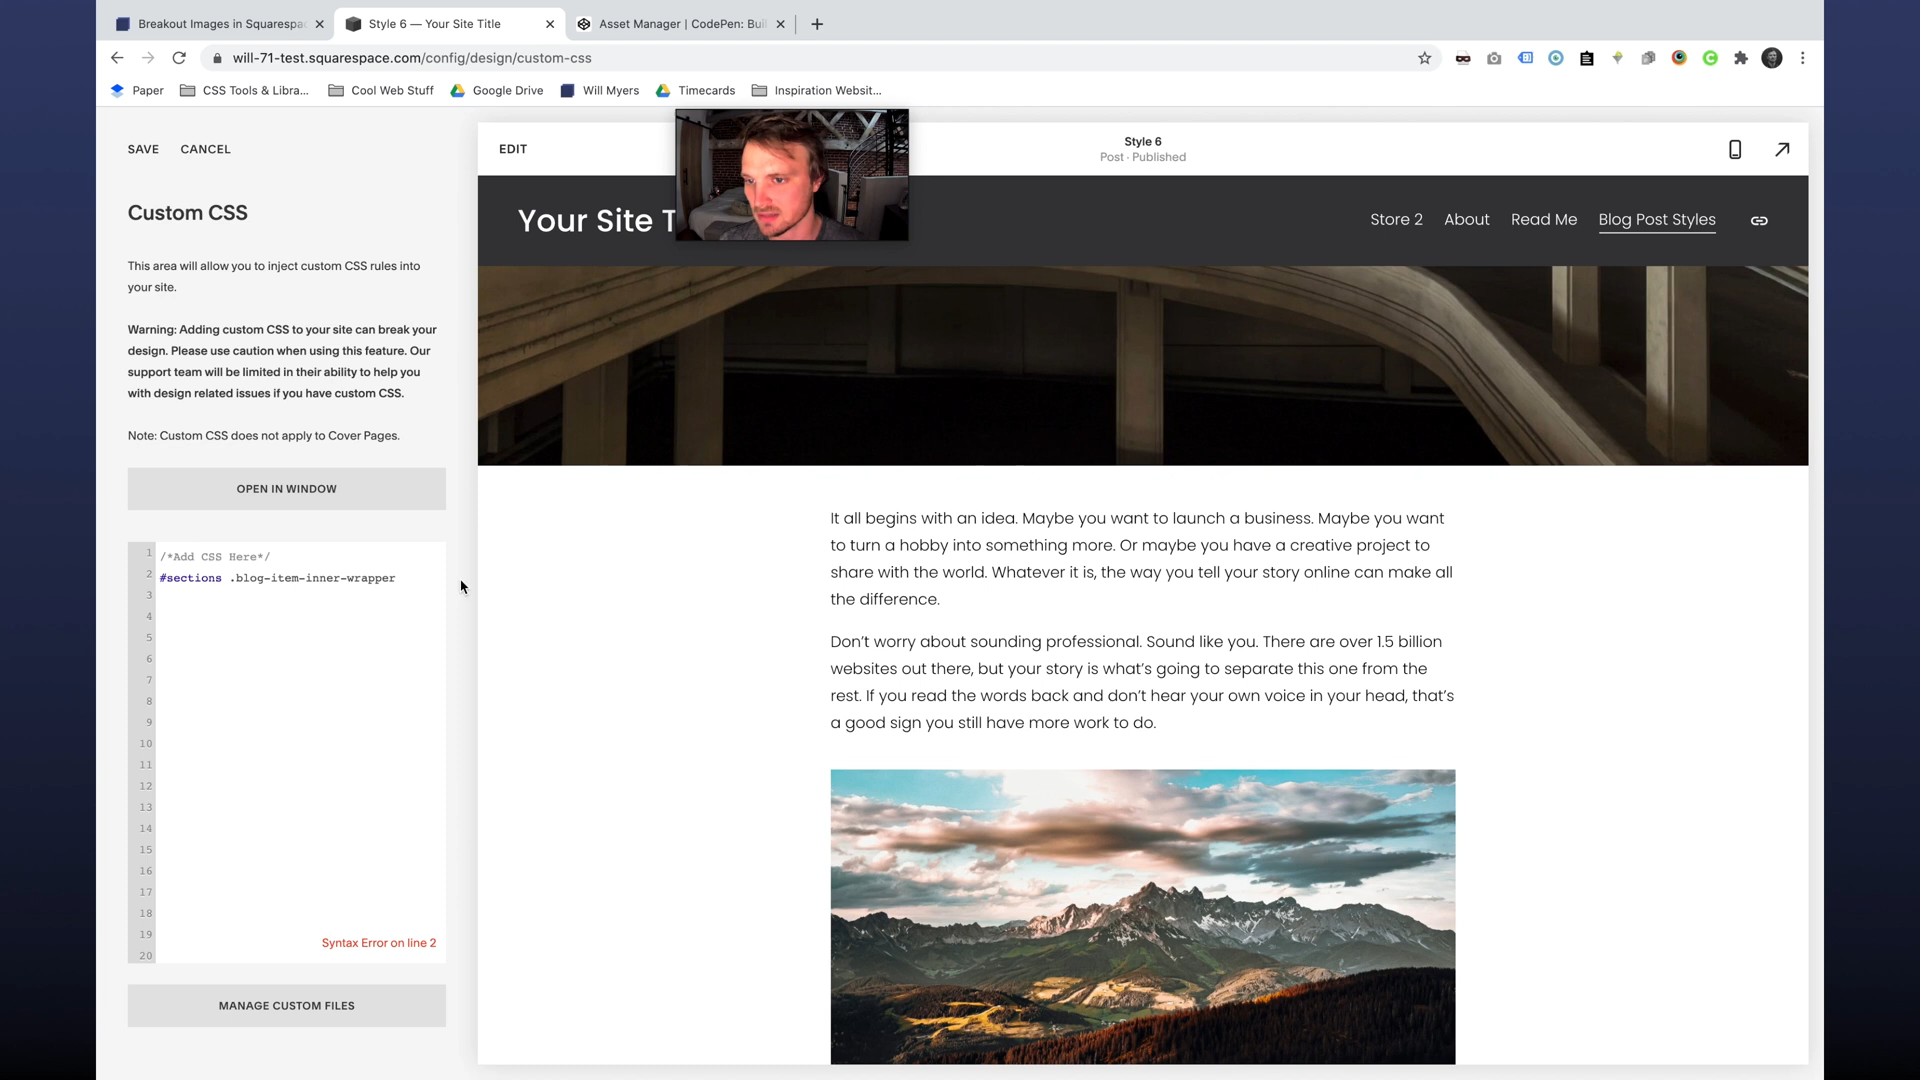 Breakout Images in Squarespa
Style 6 — Your Site Title
Asset Manager | CodePen: Bui
will-71-test.squarespace.com/config/design/custom-css
Paper
CSS Tools & Libra...
Cool Web Stuff
Google Drive
Will Myers
Timecards
Inspiration Websit...
SAVE
CANCEL
EDIT
Style 6
Post · Published
Custom CSS
Your Site T
Store 2
About
Read Me
Blog Post Styles
This area will allow you to inject custom CSS rules into
your site.
Warning: Adding custom CSS to your site can break your
design. Please use caution when using this feature. Our
support team will be limited in their ability to help you
with design related issues if you have custom CSS.
Note: Custom CSS does not apply to Cover Pages.
OPEN IN WINDOW
1 /*Add CSS Here*/
2 #sections .blog-item-inner-wrapper
3
4
5
6
7
8
9
10
11
12
13
14
15
16
17
18
19
20
Syntax Error on line 2
MANAGE CUSTOM FILES
It all begins with an idea. Maybe you want to launch a business. Maybe you want
to turn a hobby into something more. Or maybe you have a creative project to
share with the world. Whatever it is, the way you tell your story online can make all
the difference.
Don't worry about sounding professional. Sound like you. There are over 1.5 billion
websites out there, but your story is what's going to separate this one from the
rest. If you read the words back and don't hear your own voice in your head, that's
a good sign you still have more work to do.